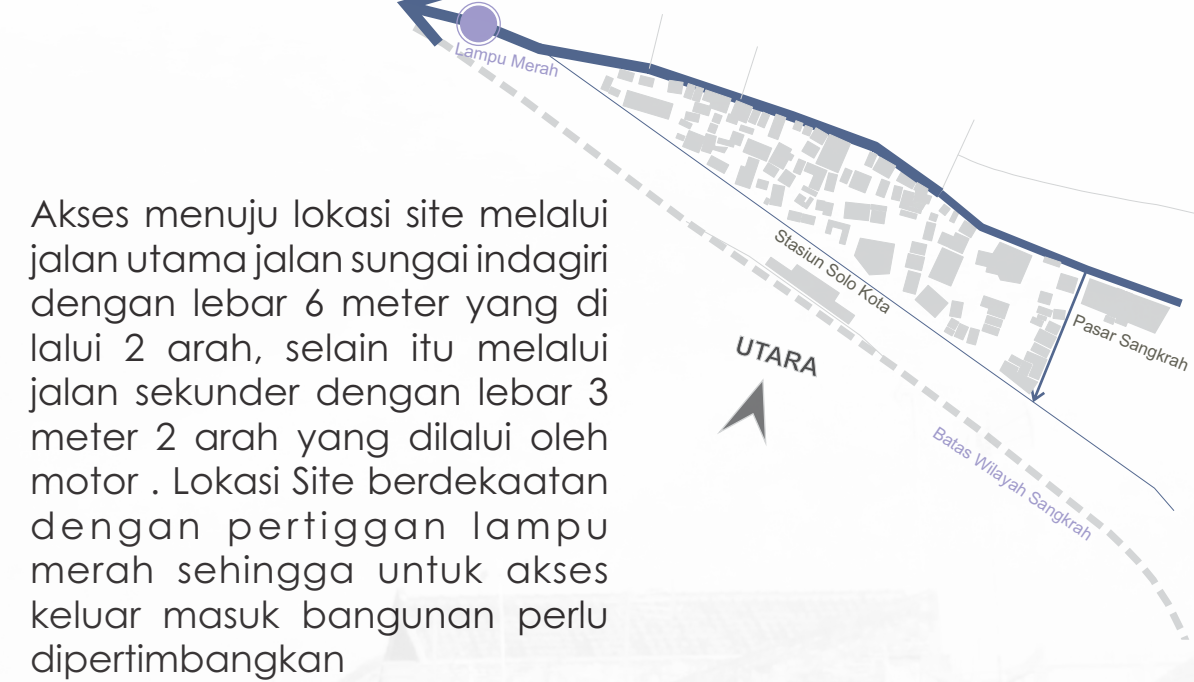 Lampu Merah
Akses menuju lokasi site melalui
jalan utama jalan sungai indagiri
dengan lebar 6 meter yang di
lalui 2 arah, selain itu melalui
jalan sekunder dengan lebar 3
meter 2 arah yang dilalui oleh
motor . Lokasi Site berdekaatan
dengan pertiggan lampu
merah sehingga untuk akses
keluar masuk bangunan perlu
dipertimbangkan
Stasiun Solo Kota
Pasar Sangkrah
UTARA
Batas Wilayah Sangkrah